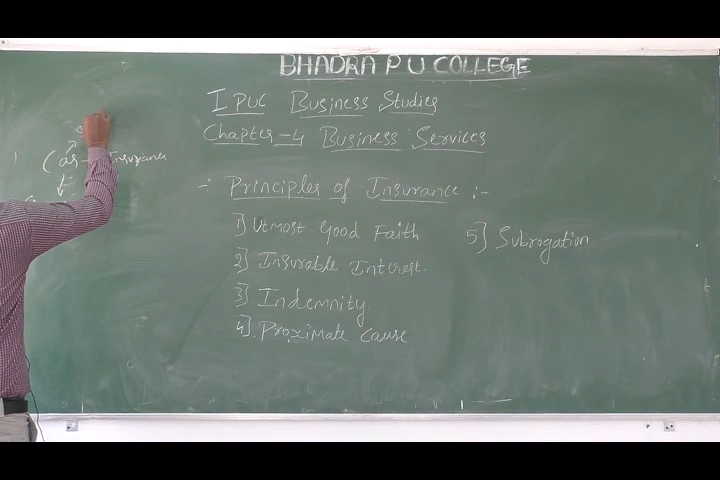 BHADRA P U COLLEGE
I PUC Business Studies
Chapter-4 Business Services
Principles of Insurance :-
1] Utmost Good Faith
2] Insurable Interest.
3] Indemnity
4]. Proximate Cause
5] Subrogation